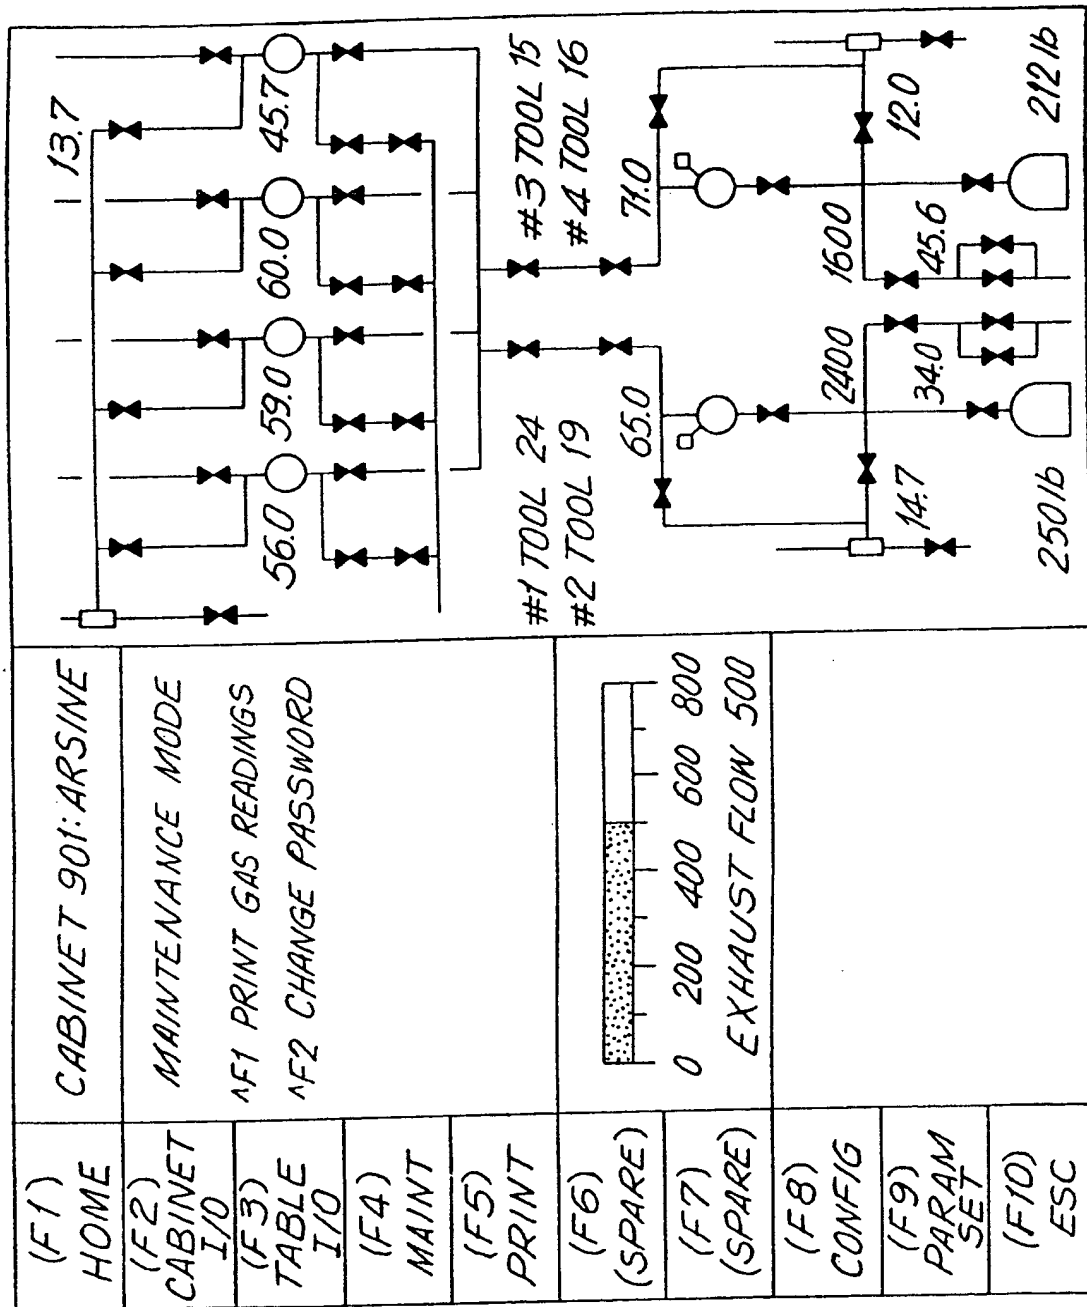 (F1)
HOME
(F2)
CABINET
I/O
(F3)
TABLE
I/O
(F4)
MAINT
(F5)
PRINT
(F6)
(SPARE)
(F7)
(SPARE)
(F8)
CONFIG
(F9)
PARAM
SET
(F10)
ESC
CABINET 901: ARSINE
MAINTENANCE MODE
^F1 PRINT GAS READINGS
^F2 CHANGE PASSWORD
0 200 400 600 800
EXHAUST FLOW 500
13.7
56.0 59.0 60.0 45.7
#1 TOOL 24 #3 TOOL 15
#2 TOOL 19 #4 TOOL 16
65.0 71.0
2400 1600
14.7 34.0 45.6 12.0
250 lb 212 lb